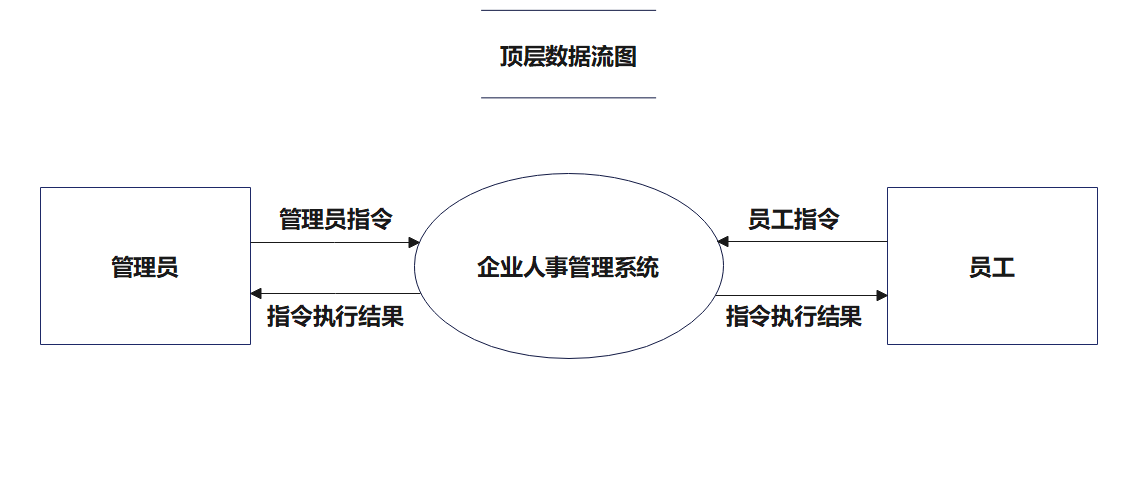 顶层数据流图
管理员指令
员工指令
管理员
企业人事管理系统
员工
指令执行结果
指令执行结果